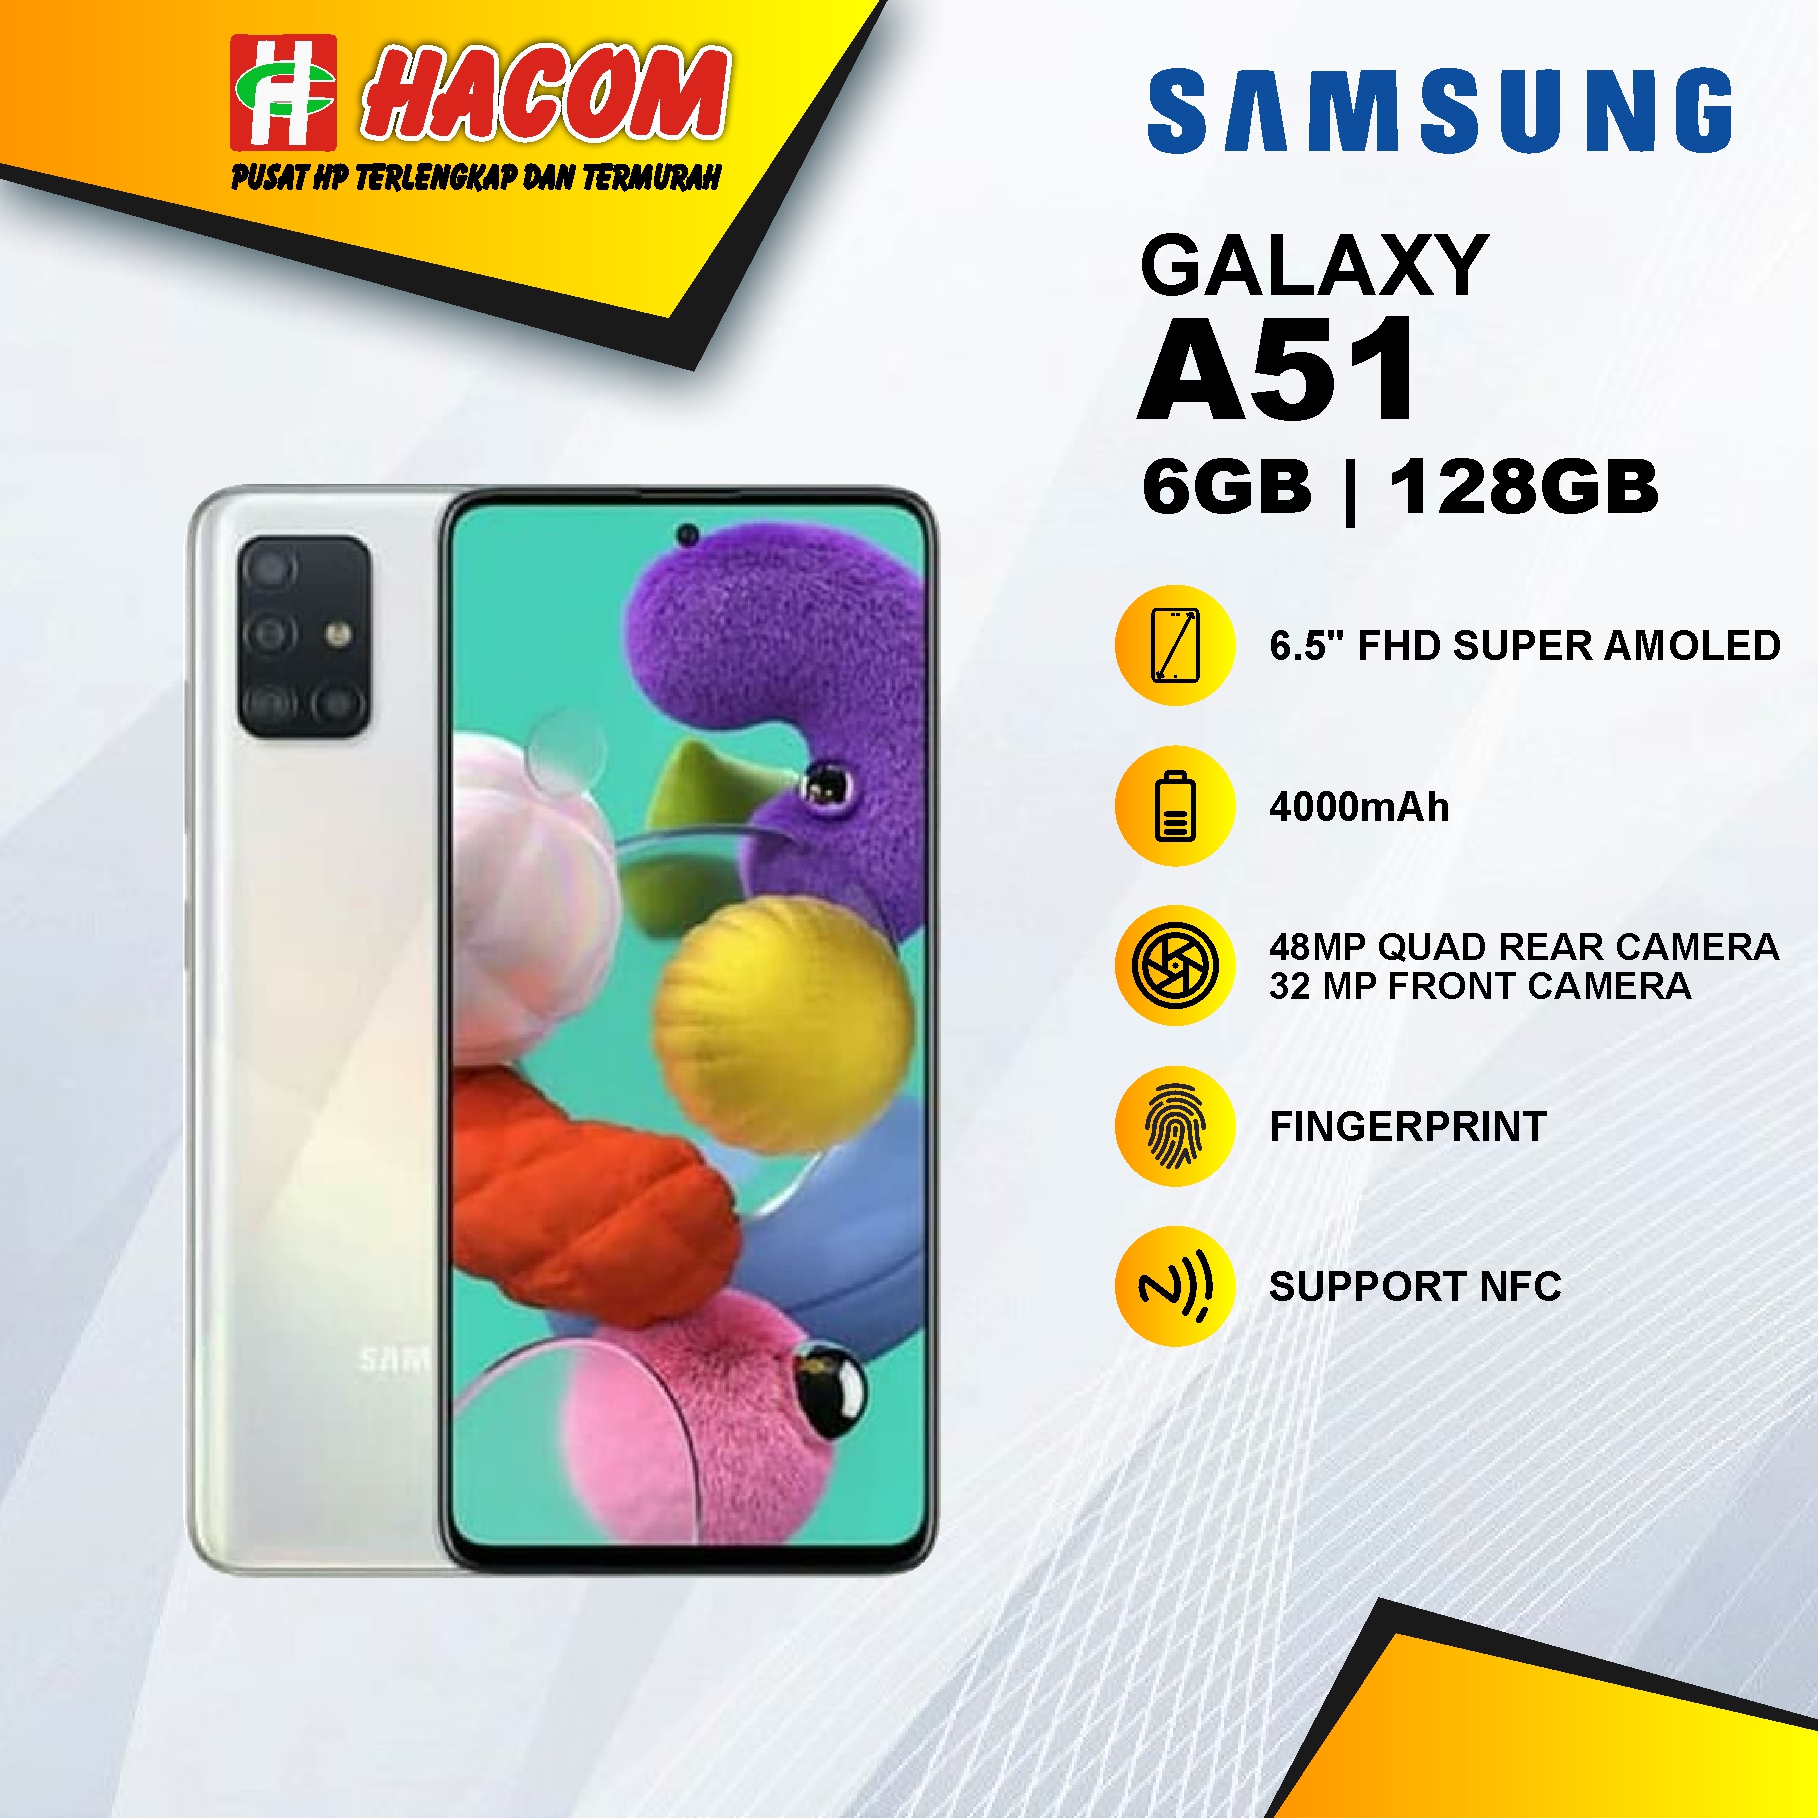 HACOM
PUSAT HP TERLENGKAP DAN TERMURAH
SAMSUNG
GALAXY
A51
6GB | 128GB
6.5" FHD SUPER AMOLED
4000mAh
48MP QUAD REAR CAMERA
32 MP FRONT CAMERA
FINGERPRINT
SUPPORT NFC
SAM